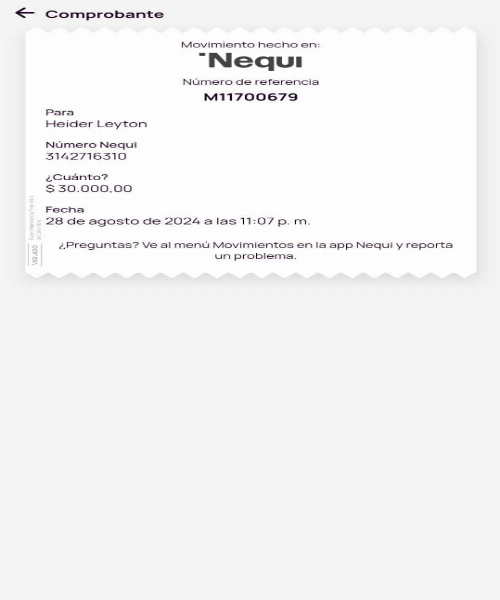 Comprobante
Movimiento hecho en:
Nequi
Número de referencia
M11700679
Para
Heider Leyton
Número Nequi
3142716310
¿Cuánto?
$ 30.000,00
Fecha
28 de agosto de 2024 a las 11:07 p. m.
¿Preguntas? Ve al menú Movimientos en la app Nequi y reporta
un problema.
VIGILADO